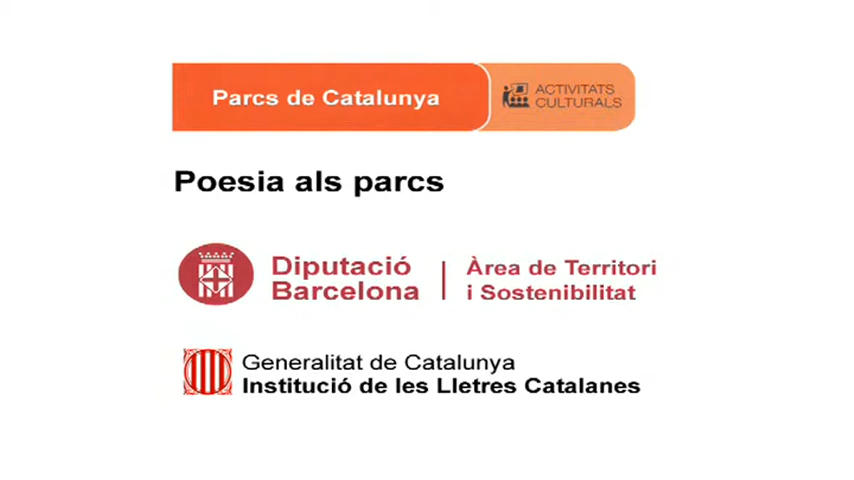 Parcs de Catalunya
ACTIVITATS
CULTURALS
Poesia als parcs
Diputació
Barcelona
Àrea de Territori
i Sostenibilitat
Generalitat de Catalunya
Institució de les Lletres Catalanes